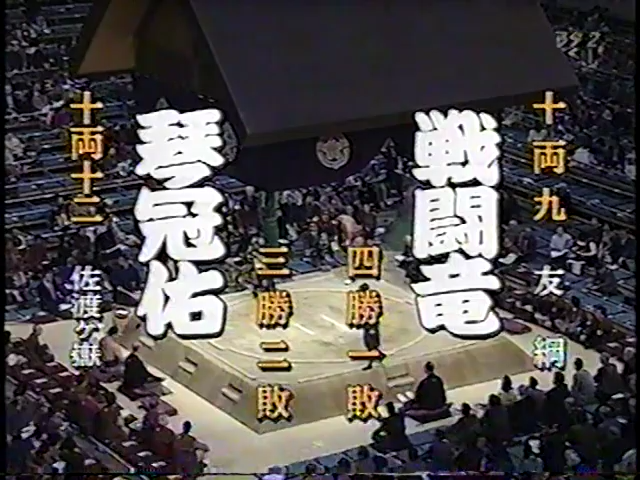 十両九 友綱
戦闘竜
四勝一敗
三勝二敗
琴冠佑
十両十二 佐渡ヶ嶽